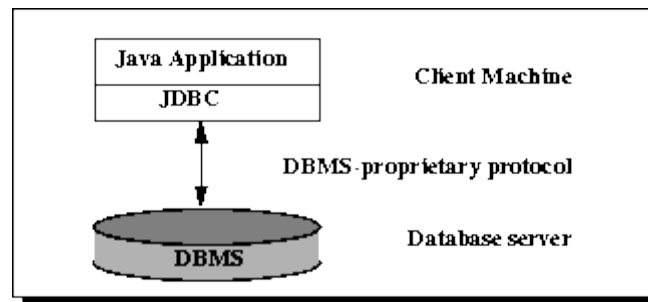 Java Application
Client Machine
JDBC
DBMS-proprietary protocol
Database server
DBMS